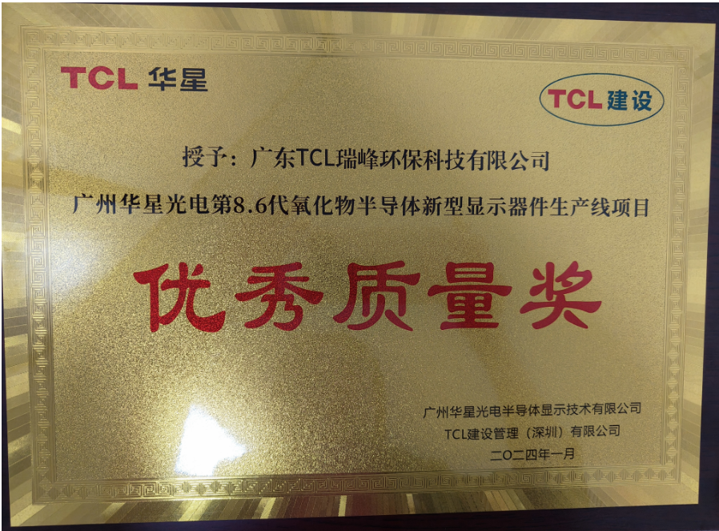 TCL 华星
TCL建设
授予：广东TCL瑞峰环保科技有限公司
广州华星光电第8.6代氧化物半导体新型显示器件生产线项目
优秀质量奖
广州华星光电半导体显示技术有限公司
TCL建设管理（深圳）有限公司
二〇二四年一月